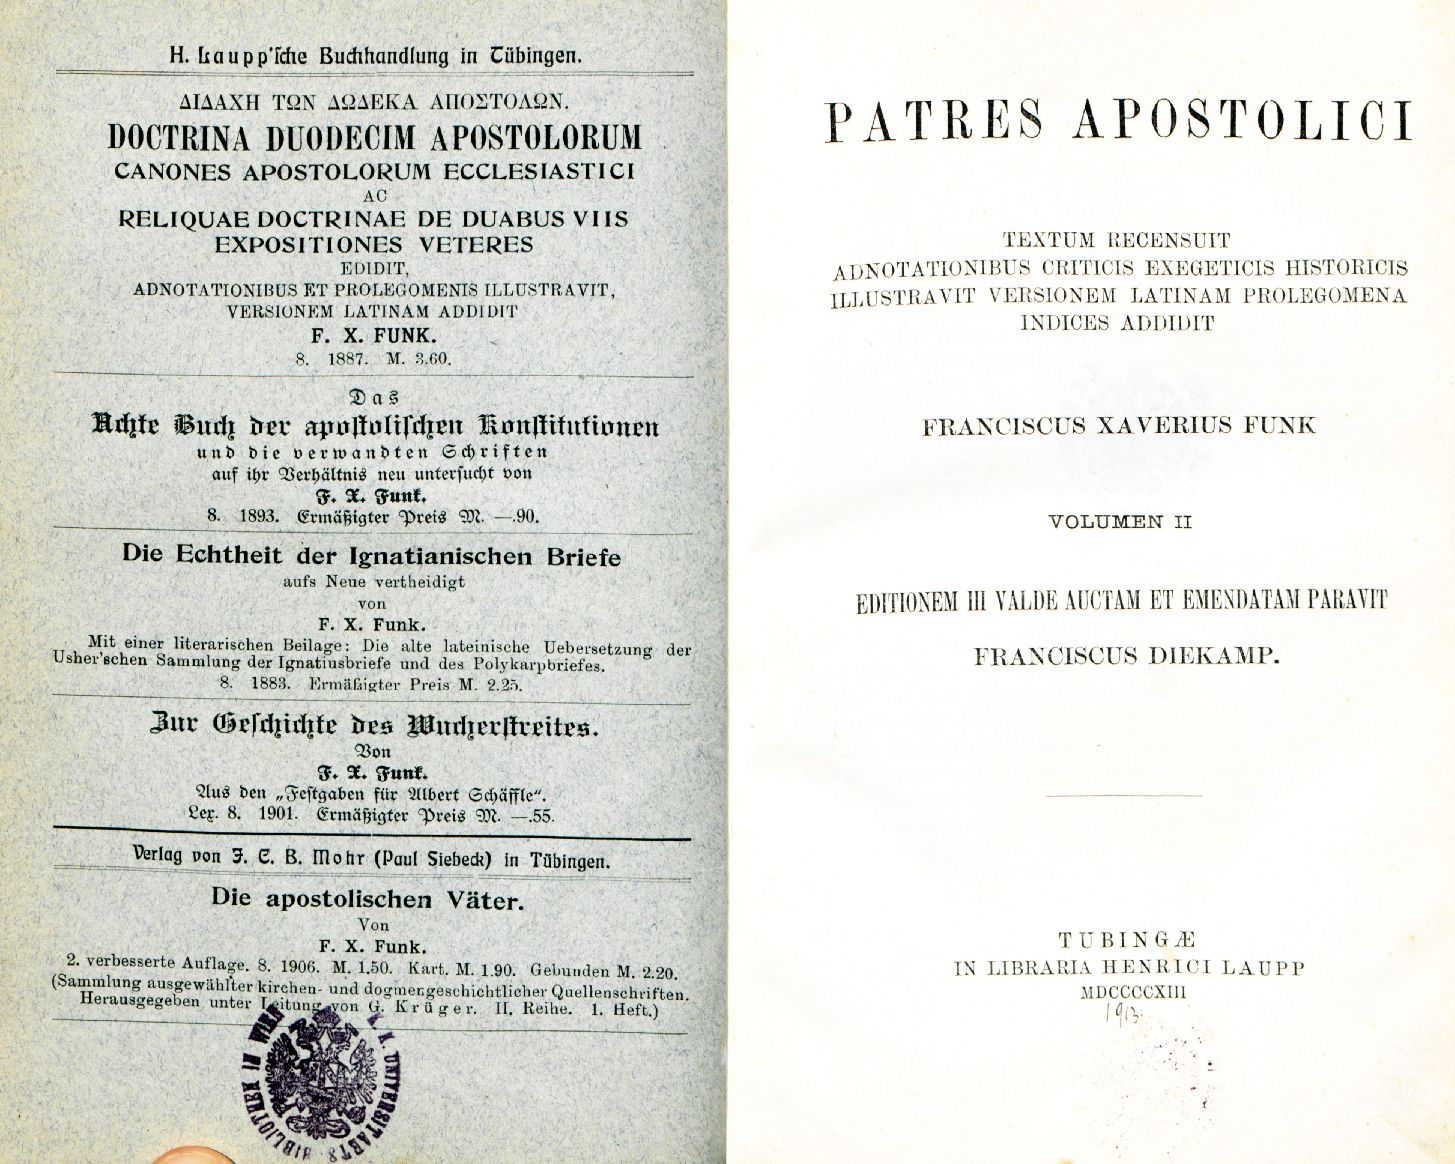 H. Laupp'sche Buchhandlung in Tübingen.
ΔΙΔΑΧΗ ΤΩΝ ΔΩΔΕΚΑ ΑΠΟΣΤΟΛΩΝ.
DOCTRINA DUODECIM APOSTOLORUM
CANONES APOSTOLORUM ECCLESIASTICI
AC
RELIQUAE DOCTRINAE DE DUABUS VIIS
EXPOSITIONES VETERES
EDIDIT,
ADNOTATIONIBUS ET PROLEGOMENIS ILLUSTRAVIT,
VERSIONEM LATINAM ADDIDIT
F. X. FUNK.
8. 1887. M. 3.60.
Das
Achte Buch der apostolischen Konstitutionen
und die verwandten Schriften
auf ihr Verhältnis neu untersucht von
F. X. Funk.
8. 1893. Ermäßigter Preis M. —.90.
Die Echtheit der Ignatianischen Briefe
aufs Neue vertheidigt
von
F. X. Funk.
Mit einer literarischen Beilage: Die alte lateinische Uebersetzung der
Usher'schen Sammlung der Ignatiusbriefe und des Polykarpbriefes.
8. 1883. Ermäßigter Preis M. 2.25.
Zur Geschichte des Wucherstreites.
Von
F. X. Funk.
Aus den „Festgaben für Albert Schäffle".
Lex. 8. 1901. Ermäßigter Preis M. —.55.
Verlag von J. C. B. Mohr (Paul Siebeck) in Tübingen.
Die apostolischen Väter.
Von
F. X. Funk.
2. verbesserte Auflage. 8. 1906. M. 1.50. Kart. M. 1.90. Gebunden M. 2.20.
(Sammlung ausgewählter kirchen- und dogmengeschichtlicher Quellenschriften.
Herausgegeben unter Leitung von G. Krüger. II. Reihe. 1. Heft.)
K. K. UNIVERSITAETS BIBLIOTHEK IN WIEN
PATRES APOSTOLICI
TEXTUM RECENSUIT
ADNOTATIONIBUS CRITICIS EXEGETICIS HISTORICIS
ILLUSTRAVIT VERSIONEM LATINAM PROLEGOMENA
INDICES ADDIDIT
FRANCISCUS XAVERIUS FUNK
VOLUMEN II
EDITIONEM III VALDE AUCTAM ET EMENDATAM PARAVIT
FRANCISCUS DIEKAMP.
TUBINGÆ
IN LIBRARIA HENRICI LAUPP
MDCCCCXIII
1913